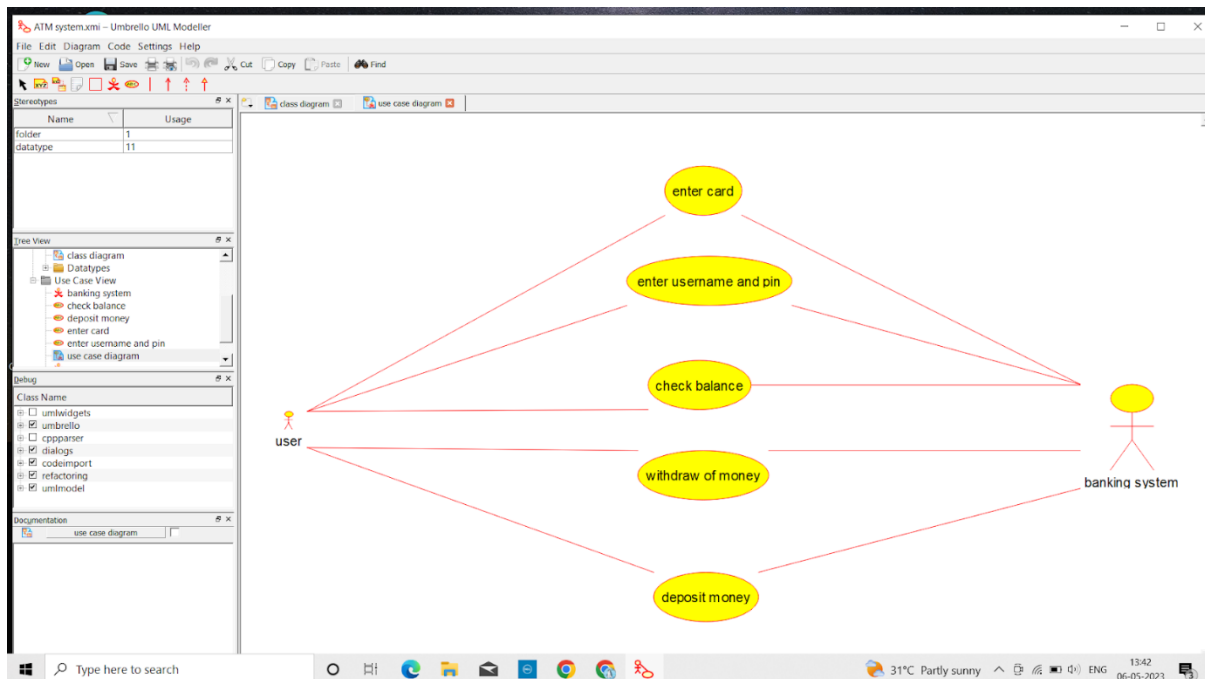 ATM system.xmi – Umbrello UML Modeller
File Edit Diagram Code Settings Help
New Open Save Cut Copy Paste Find
Stereotypes
Name Usage
folder 1
datatype 11
class diagram use case diagram
Tree View
class diagram
Datatypes
Use Case View
banking system
check balance
deposit money
enter card
enter username and pin
use case diagram
Debug
Class Name
umlwidgets
umbrello
cppparser
dialogs
codeimport
refactoring
umlmodel
Documentation
use case diagram
enter card
enter username and pin
check balance
user
withdraw of money
banking system
deposit money
Type here to search
31°C Partly sunny
ENG
13:42
06-05-2023